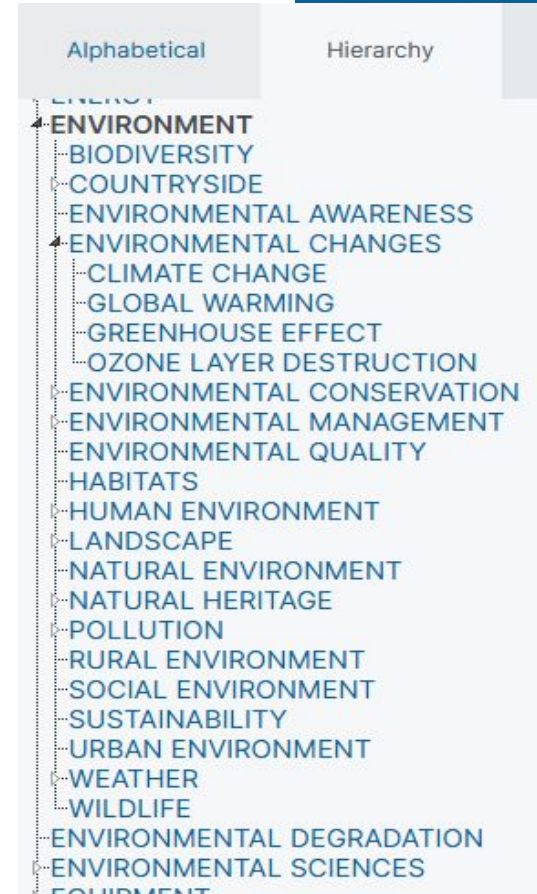 Alphabetical Hierarchy
ENERGY
ENVIRONMENT
BIODIVERSITY
COUNTRYSIDE
ENVIRONMENTAL AWARENESS
ENVIRONMENTAL CHANGES
CLIMATE CHANGE
GLOBAL WARMING
GREENHOUSE EFFECT
OZONE LAYER DESTRUCTION
ENVIRONMENTAL CONSERVATION
ENVIRONMENTAL MANAGEMENT
ENVIRONMENTAL QUALITY
HABITATS
HUMAN ENVIRONMENT
LANDSCAPE
NATURAL ENVIRONMENT
NATURAL HERITAGE
POLLUTION
RURAL ENVIRONMENT
SOCIAL ENVIRONMENT
SUSTAINABILITY
URBAN ENVIRONMENT
WEATHER
WILDLIFE
ENVIRONMENTAL DEGRADATION
ENVIRONMENTAL SCIENCES
EQUIPMENT